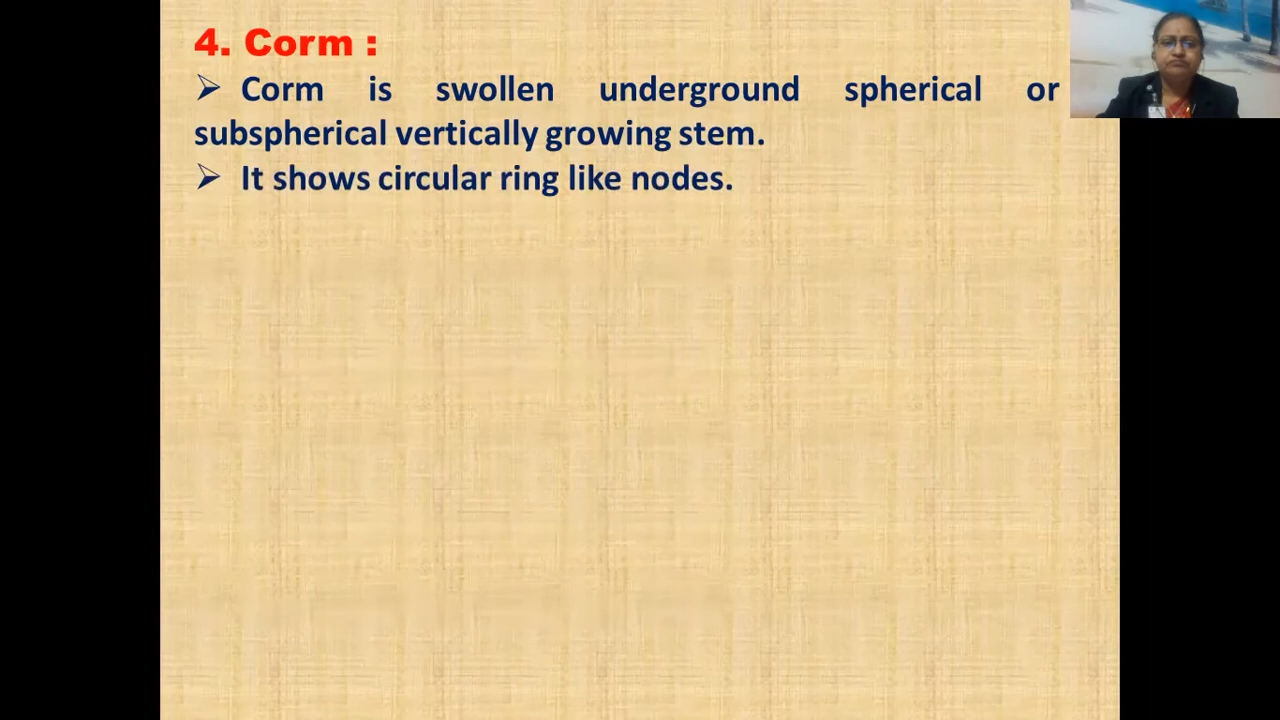 4. Corm :
➢ Corm is swollen underground spherical or
subspherical vertically growing stem.
➢ It shows circular ring like nodes.